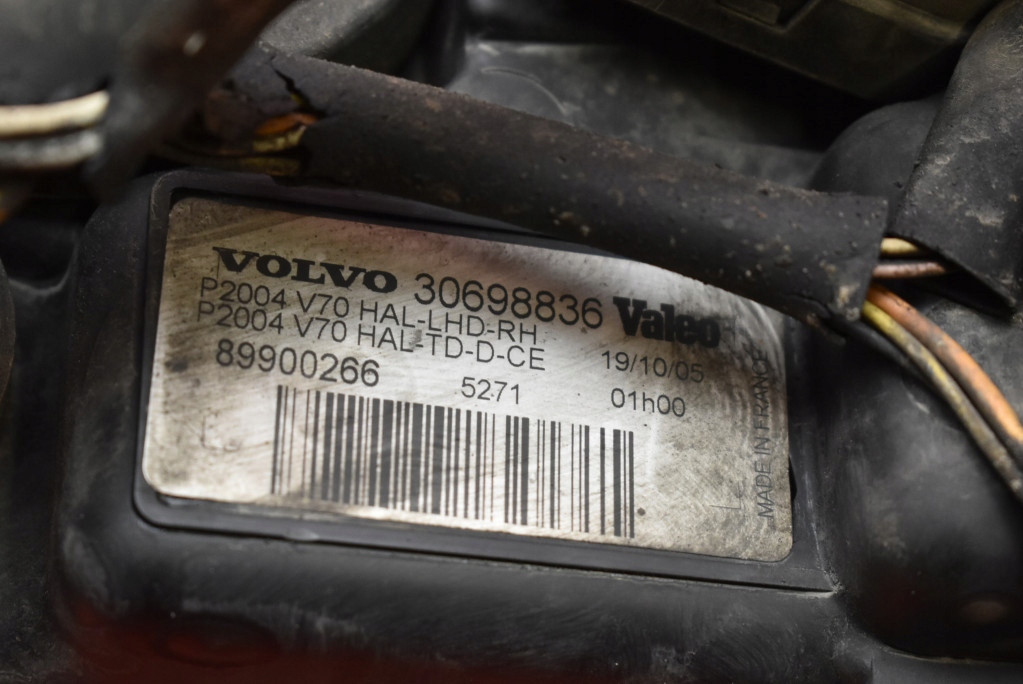 VOLVO 30698836 Valeo
P2004 V70 HAL-LHD-RH
P2004 V70 HAL-TD-D-CE 19/10/05
89900266 5271 01h00
MADE IN FRANCE